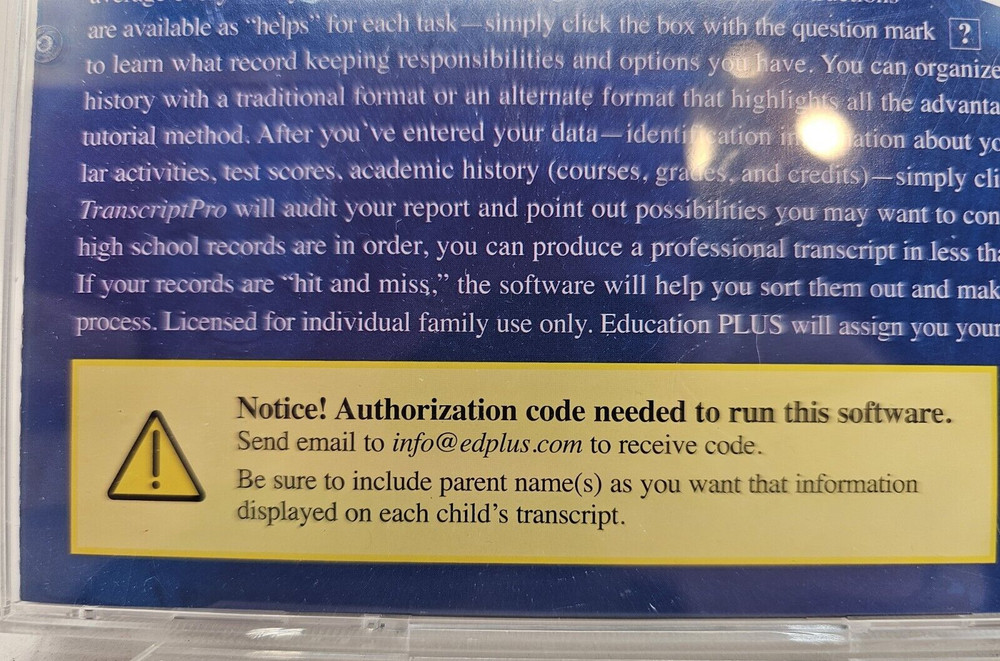 are available as “helps” for each task—simply click the box with the question mark ?
to learn what record keeping responsibilities and options you have. You can organize
history with a traditional format or an alternate format that highlights all the advanta
tutorial method. After you’ve entered your data—identification in ation about yo
lar activities, test scores, academic history (courses, grades, and credits)—simply cli
TranscriptPro will audit your report and point out possibilities you may want to con
high school records are in order, you can produce a professional transcript in less tha
If your records are “hit and miss,” the software will help you sort them out and mak
process. Licensed for individual family use only. Education PLUS will assign you your
Notice! Authorization code needed to run this software.
Send email to info@edplus.com to receive code.
Be sure to include parent name(s) as you want that information
displayed on each child’s transcript.